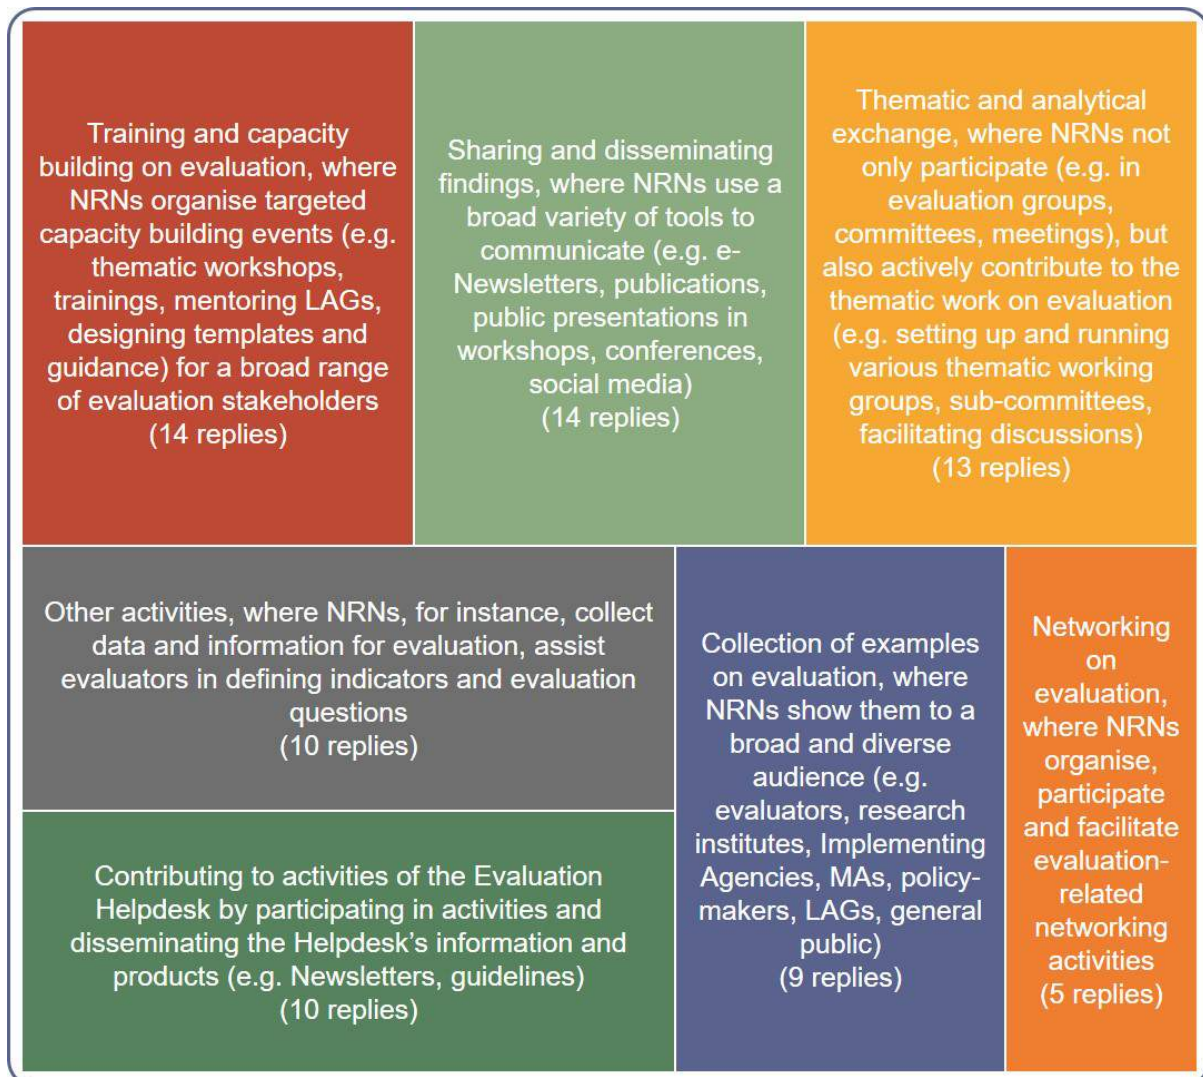 Training and capacity
building on evaluation, where
NRNs organise targeted
capacity building events (e.g.
thematic workshops,
trainings, mentoring LAGs,
designing templates and
guidance) for a broad range
of evaluation stakeholders
(14 replies)
Sharing and disseminating
findings, where NRNs use a
broad variety of tools to
communicate (e.g. e-
Newsletters, publications,
public presentations in
workshops, conferences,
social media)
(14 replies)
Thematic and analytical
exchange, where NRNs not
only participate (e.g. in
evaluation groups,
committees, meetings), but
also actively contribute to the
thematic work on evaluation
(e.g. setting up and running
various thematic working
groups, sub-committees,
facilitating discussions)
(13 replies)
Other activities, where NRNs, for instance, collect
data and information for evaluation, assist
evaluators in defining indicators and evaluation
questions
(10 replies)
Contributing to activities of the Evaluation
Helpdesk by participating in activities and
disseminating the Helpdesk's information and
products (e.g. Newsletters, guidelines)
(10 replies)
Collection of examples
on evaluation, where
NRNs show them to a
broad and diverse
audience (e.g.
evaluators, research
institutes, Implementing
Agencies, MAs, policy-
makers, LAGs, general
public)
(9 replies)
Networking
on
evaluation,
where NRNs
organise,
participate
and facilitate
evaluation-
related
networking
activities
(5 replies)